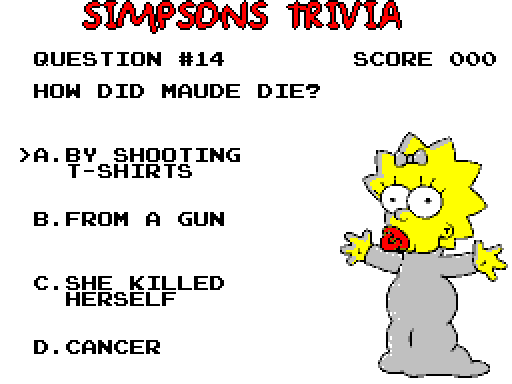 SIMPSONS TRIVIA
QUESTION #14 SCORE 000
HOW DID MAUDE DIE?
>A.BY SHOOTING
T-SHIRTS
B.FROM A GUN
C.SHE KILLED
HERSELF
D.CANCER